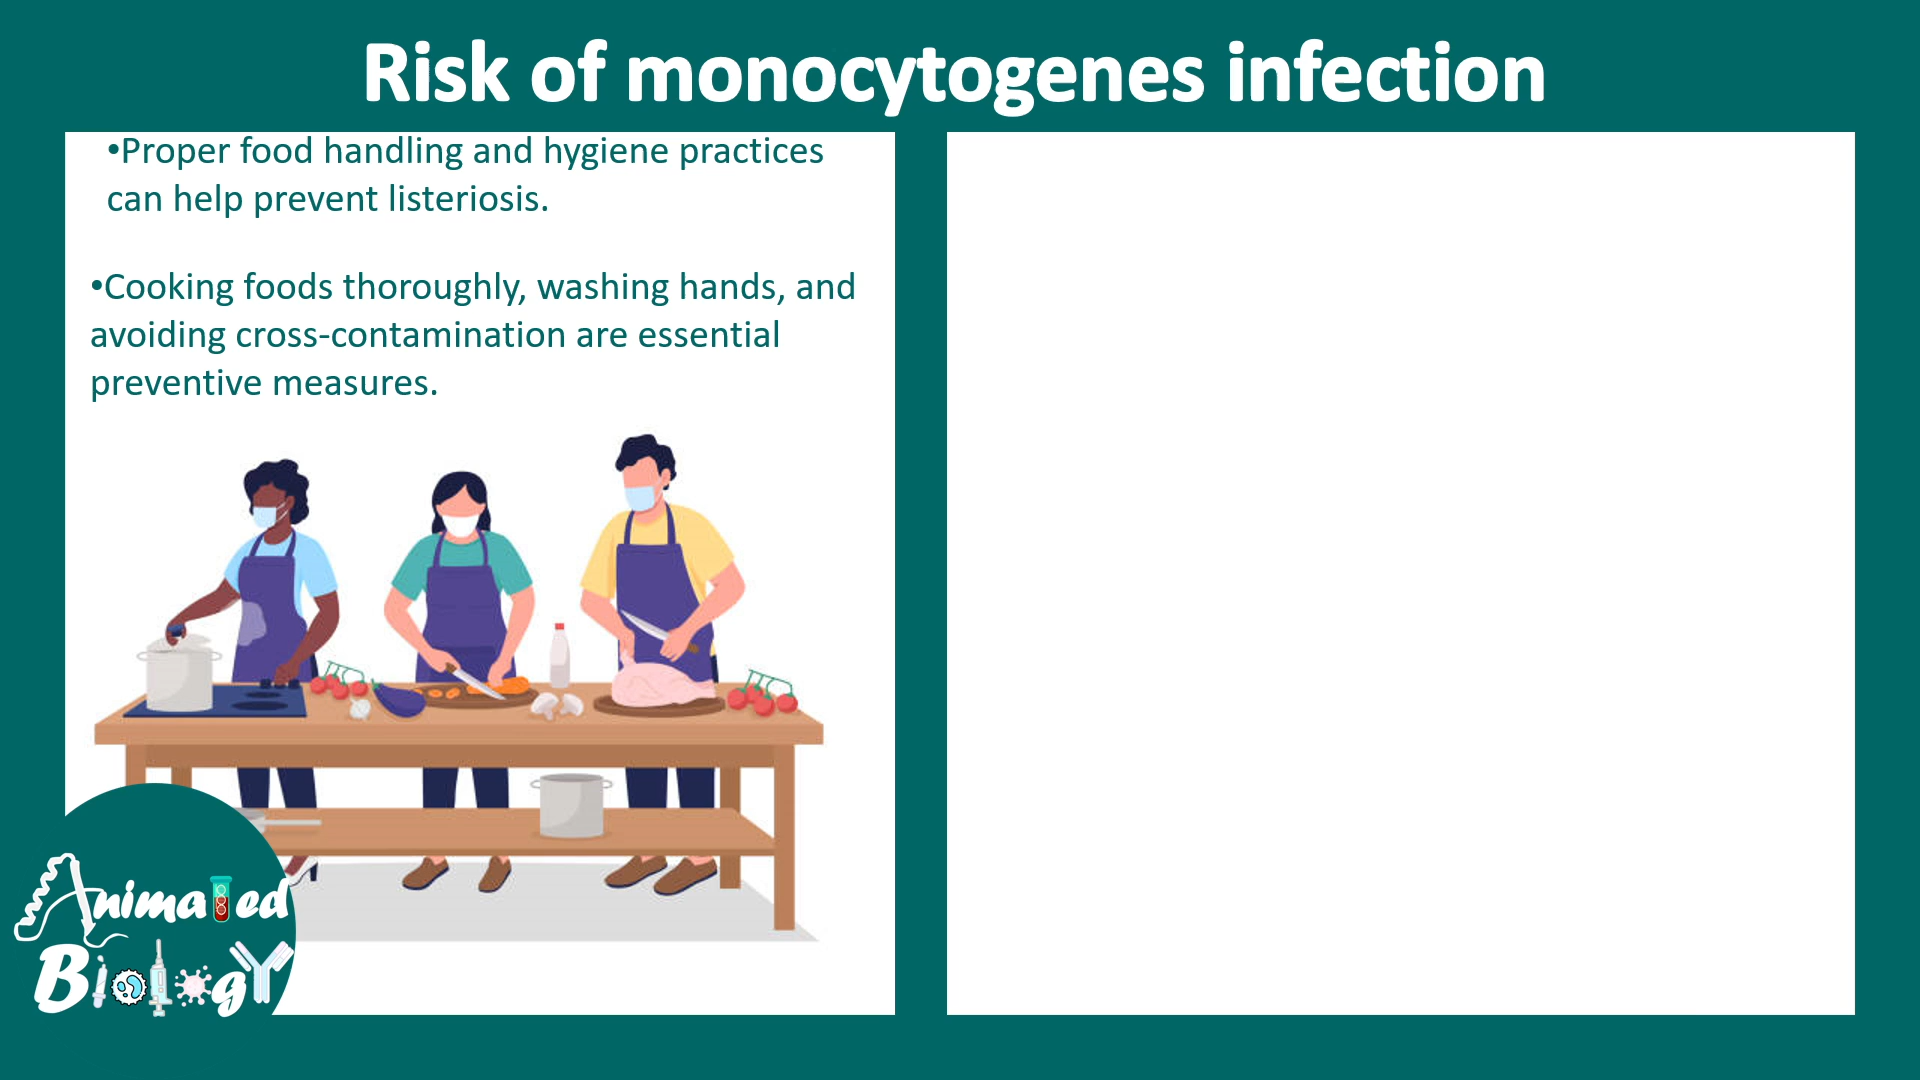 Risk of monocytogenes infection
•Proper food handling and hygiene practices
can help prevent listeriosis.
•Cooking foods thoroughly, washing hands, and
avoiding cross-contamination are essential
preventive measures.
Animated
Biology